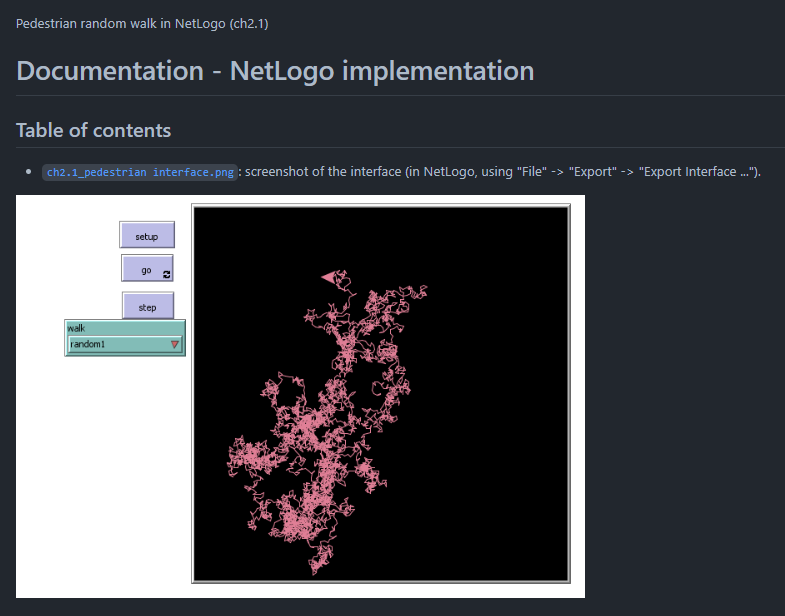 Pedestrian random walk in NetLogo (ch2.1)
Documentation - NetLogo implementation
Table of contents
ch2.1_pedestrian interface.png: screenshot of the interface (in NetLogo, using "File" -> "Export" -> "Export Interface ...").
setup
go
step
walk
random1